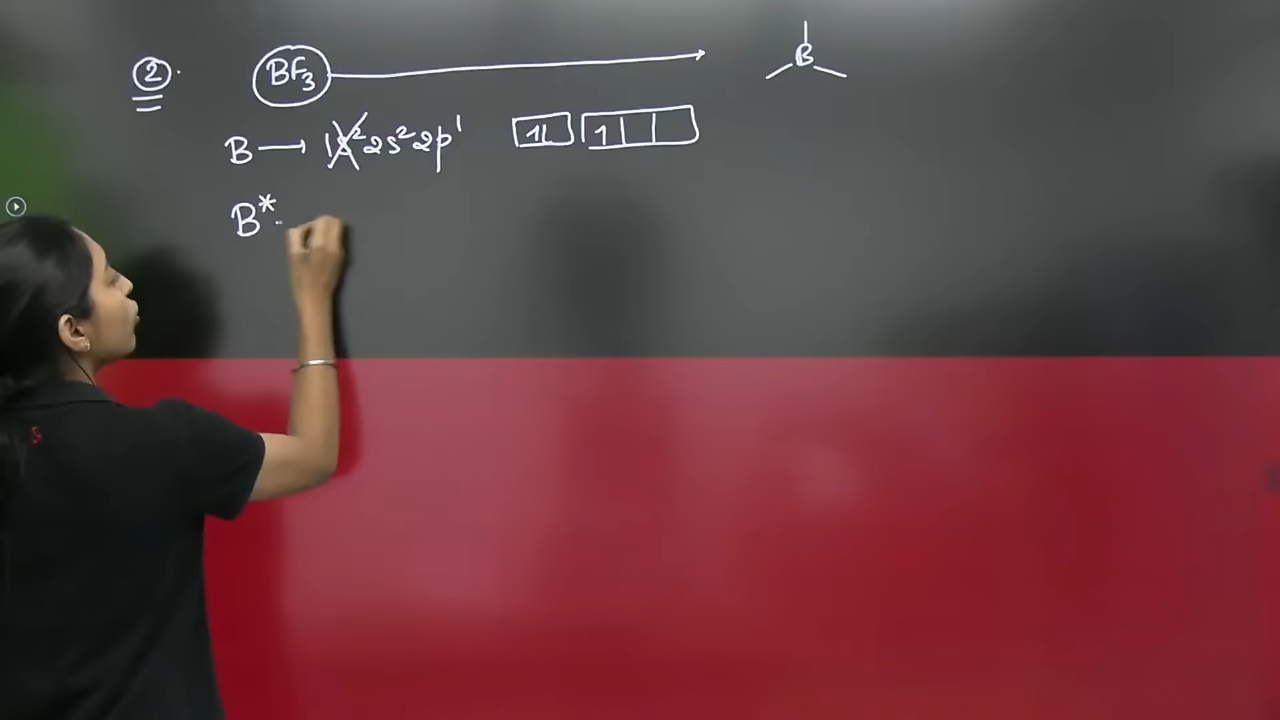 ② BF₃ → B
B → 1s² 2s² 2p¹ 1L 1
B*